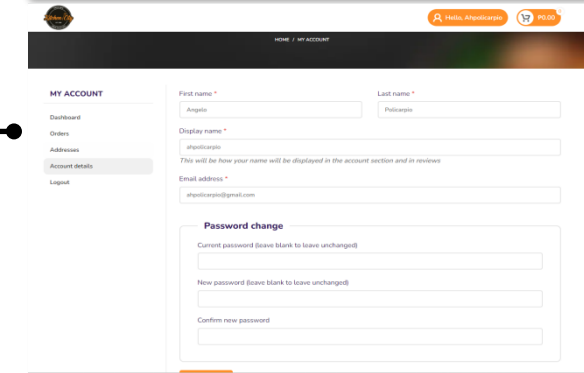 Hello, Ahpolicarpio
₱0.00
HOME / MY ACCOUNT
MY ACCOUNT
Dashboard
Orders
Addresses
Account details
Logout
First name *
Last name *
Angelo
Policarpio
Display name *
ahpolicarpio
This will be how your name will be displayed in the account section and in reviews
Email address *
ahpolicarpio@gmail.com
Password change
Current password (leave blank to leave unchanged)
New password (leave blank to leave unchanged)
Confirm new password